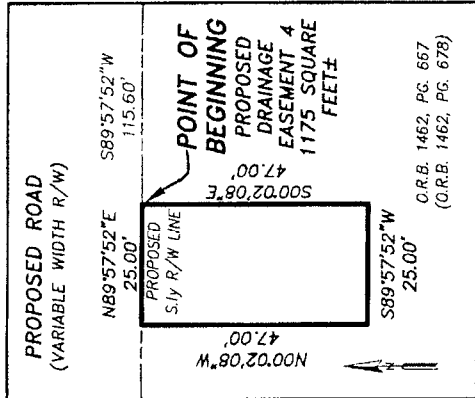 PROPOSED ROAD
(VARIABLE WIDTH R/W)
N89°57'52"E
25.00'
S89°57'52"W
115.60'
PROPOSED
S.ly R/W LINE
POINT OF
BEGINNING
PROPOSED
DRAINAGE
EASEMENT 4
1175 SQUARE
FEET±
N00°02'08"W
47.00'
S00°02'08"E
47.00'
S89°57'52"W
25.00'
O.R.B. 1462, PG. 667
(O.R.B. 1462, PG. 678)
N